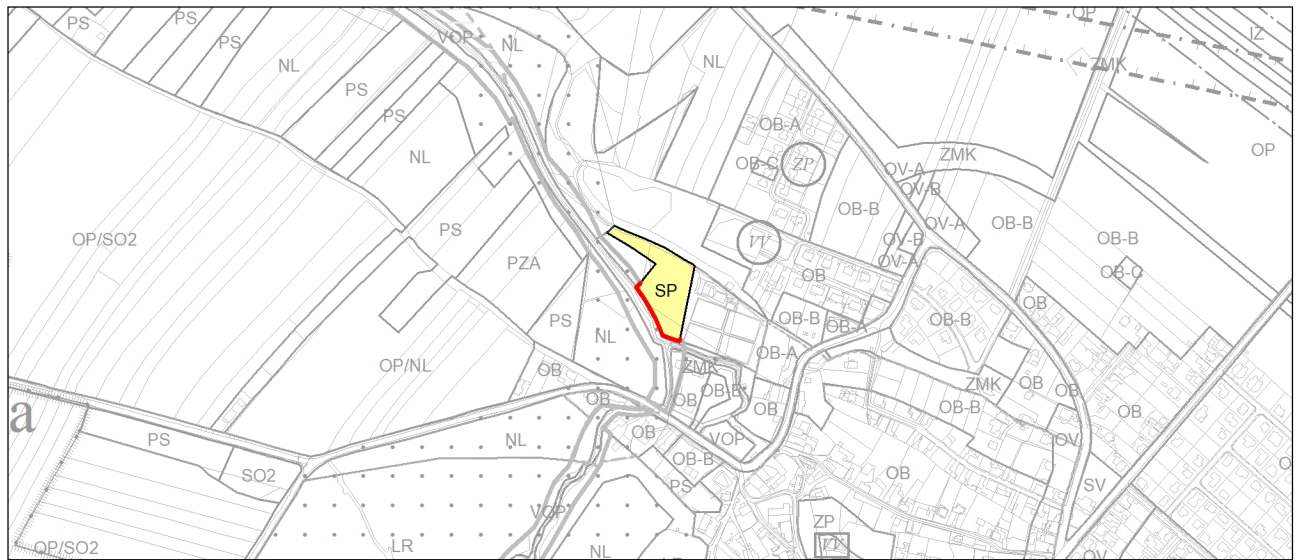 PS
PS
VOP
NL
OP
IZ
PS
NL
NL
ZMK
PS
OB-A
PS
OP
NL
OB-C
ZP
ZMK
OV-A
OV-B
OB-B
OV-A
OB-B
PS
OP/SO2
OB-B
VV
OV-B
PZA
OV-A
OB
OB-C
SP
OB
PS
OB-B
OB-A
OB-B
NL
OB-A
OP/NL
ZMK
OB
OB-B
ZMK
OB
OB
OB
OB
OB
OB-B
OB
a
PS
NL
OB
VOP
OV
OB-B
OB
SO2
PS
SV
VOP
ZP
OP/SO2
LR
NL
VV